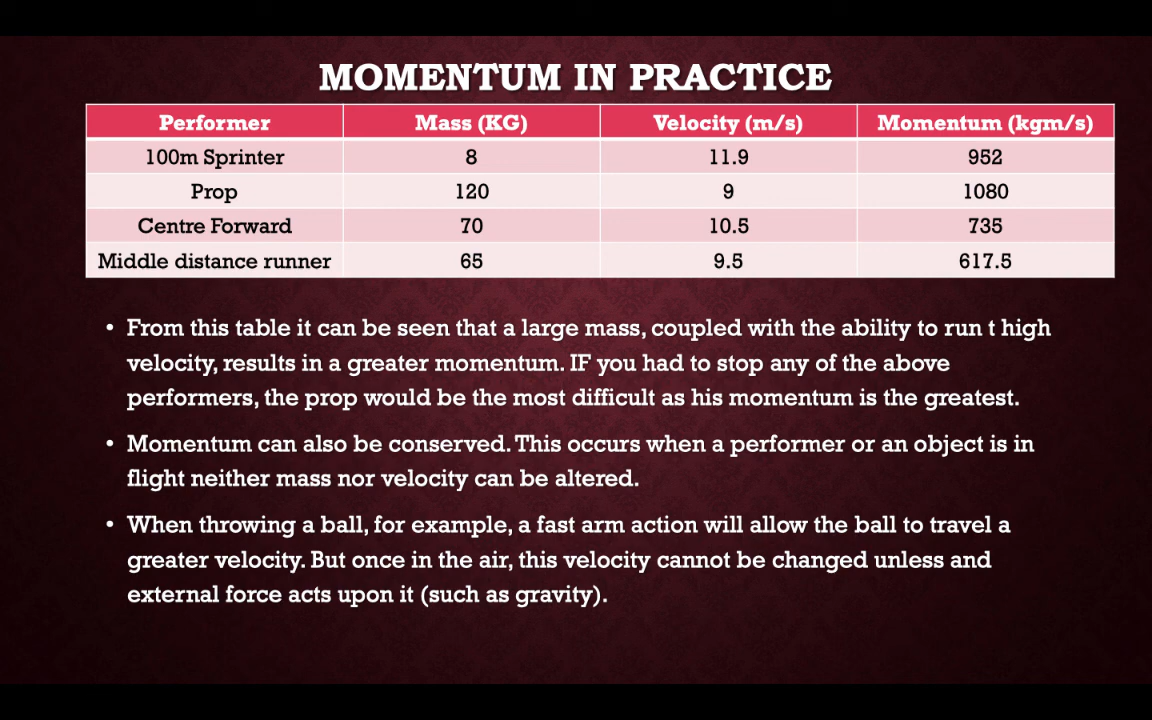 MOMENTUM IN PRACTICE
Performer Mass (KG) Velocity (m/s) Momentum (kgm/s)
100m Sprinter 8 11.9 952
Prop 120 9 1080
Centre Forward 70 10.5 735
Middle distance runner 65 9.5 617.5
• From this table it can be seen that a large mass, coupled with the ability to run t high
velocity, results in a greater momentum. IF you had to stop any of the above
performers, the prop would be the most difficult as his momentum is the greatest.
• Momentum can also be conserved. This occurs when a performer or an object is in
flight neither mass nor velocity can be altered.
• When throwing a ball, for example, a fast arm action will allow the ball to travel a
greater velocity. But once in the air, this velocity cannot be changed unless and
external force acts upon it (such as gravity).